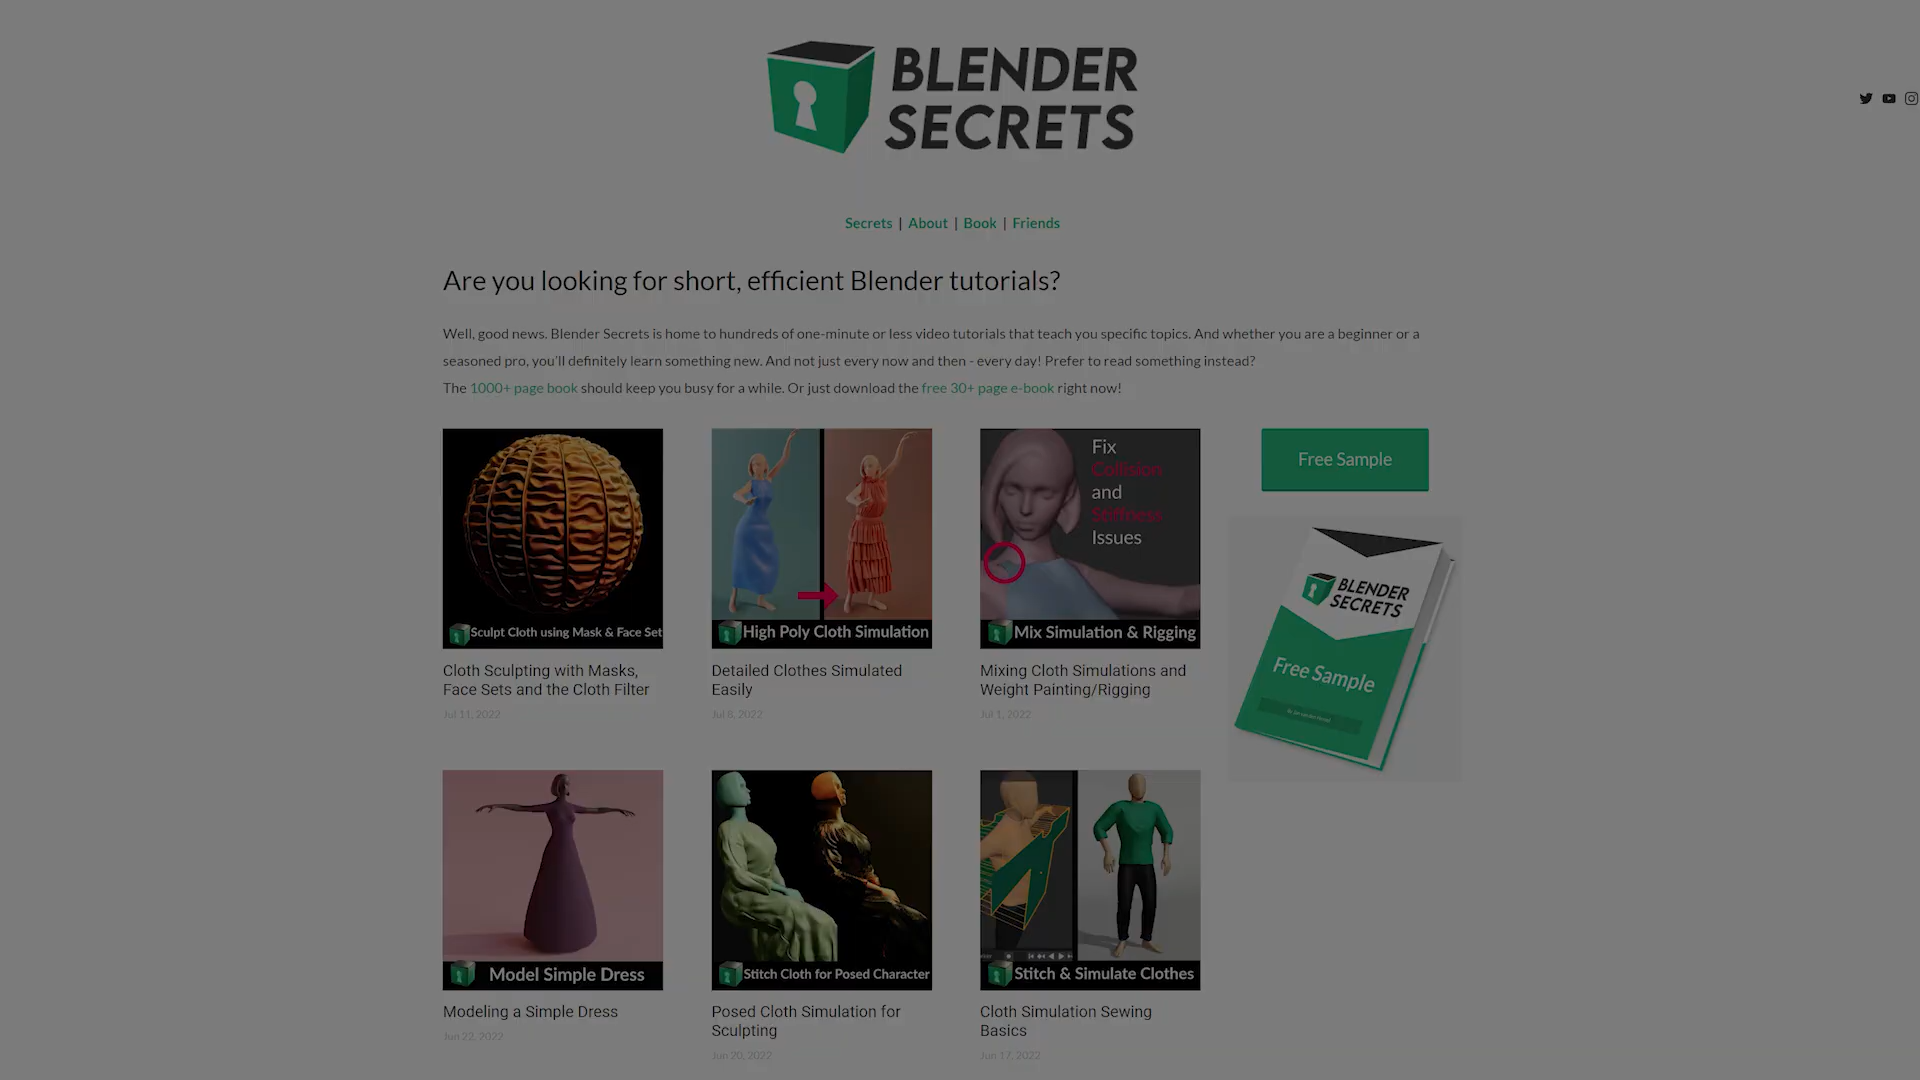 BLENDER
SECRETS
Secrets | About | Book | Friends
Are you looking for short, efficient Blender tutorials?
Well, good news. Blender Secrets is home to hundreds of one-minute or less video tutorials that teach you specific topics. And whether you are a beginner or a
seasoned pro, you'll definitely learn something new. And not just every now and then - every day! Prefer to read something instead?
The 1000+ page book should keep you busy for a while. Or just download the free 30+ page e-book right now!
Sculpt Cloth using Mask & Face Set
Cloth Sculpting with Masks,
Face Sets and the Cloth Filter
Jul 11, 2022
High Poly Cloth Simulation
Detailed Clothes Simulated
Easily
Jul 8, 2022
Fix
Collision
and
Stiffness
Issues
Mix Simulation & Rigging
Mixing Cloth Simulations and
Weight Painting/Rigging
Jul 1, 2022
Free Sample
BLENDER
SECRETS
Free Sample
Model Simple Dress
Modeling a Simple Dress
Jun 22, 2022
Stitch Cloth for Posed Character
Posed Cloth Simulation for
Sculpting
Jun 20, 2022
Stitch & Simulate Clothes
Cloth Simulation Sewing
Basics
Jun 17, 2022